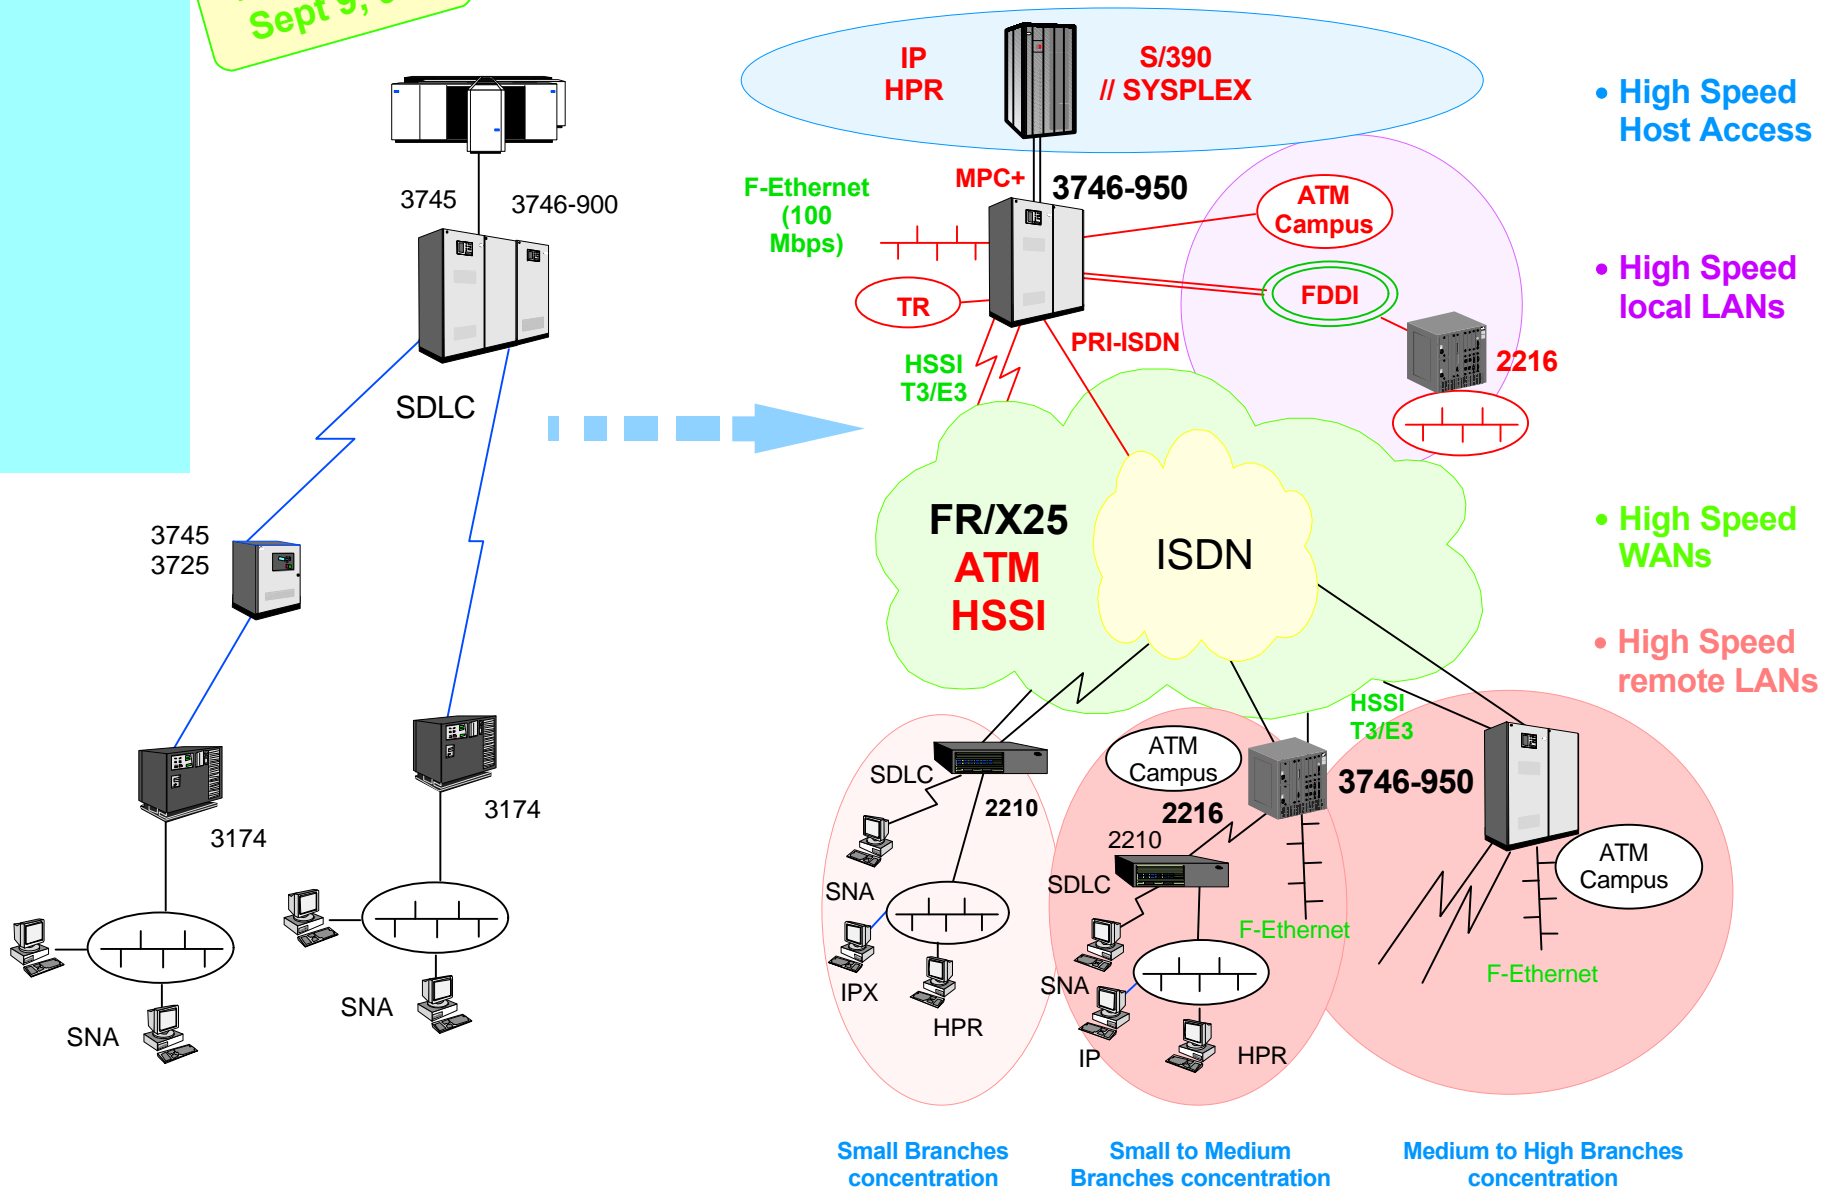 Sept 9,
3745
3746-900
SDLC
3745
3725
3174
3174
SNA
SNA
IP
HPR
S/390
// SYSPLEX
MPC+
3746-950
F-Ethernet
(100
Mbps)
TR
ATM
Campus
FDDI
2216
HSSI
T3/E3
PRI-ISDN
FR/X25
ATM
HSSI
ISDN
HSSI
T3/E3
SDLC
2210
SNA
IPX
HPR
ATM
Campus
2216
2210
SDLC
SNA
IP
HPR
F-Ethernet
3746-950
ATM
Campus
F-Ethernet
• High Speed
Host Access
• High Speed
local LANs
• High Speed
WANs
• High Speed
remote LANs
Small Branches
concentration
Small to Medium
Branches concentration
Medium to High Branches
concentration